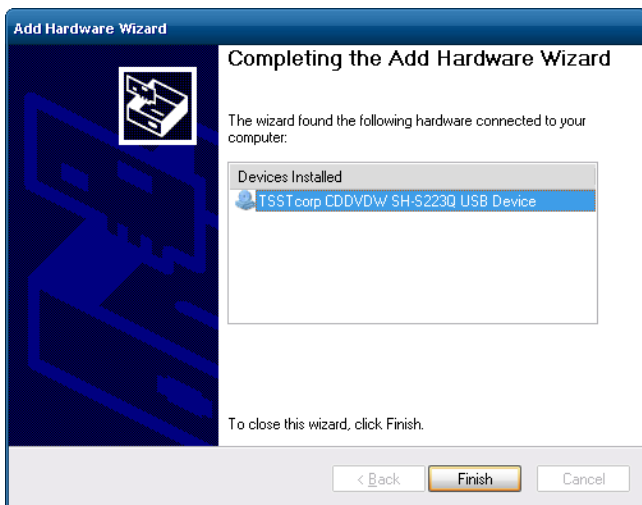 Add Hardware Wizard
Completing the Add Hardware Wizard
The wizard found the following hardware connected to your
computer:
Devices Installed
TSSTcorp CDDVDW SH-S223Q USB Device
To close this wizard, click Finish.
< Back Finish Cancel